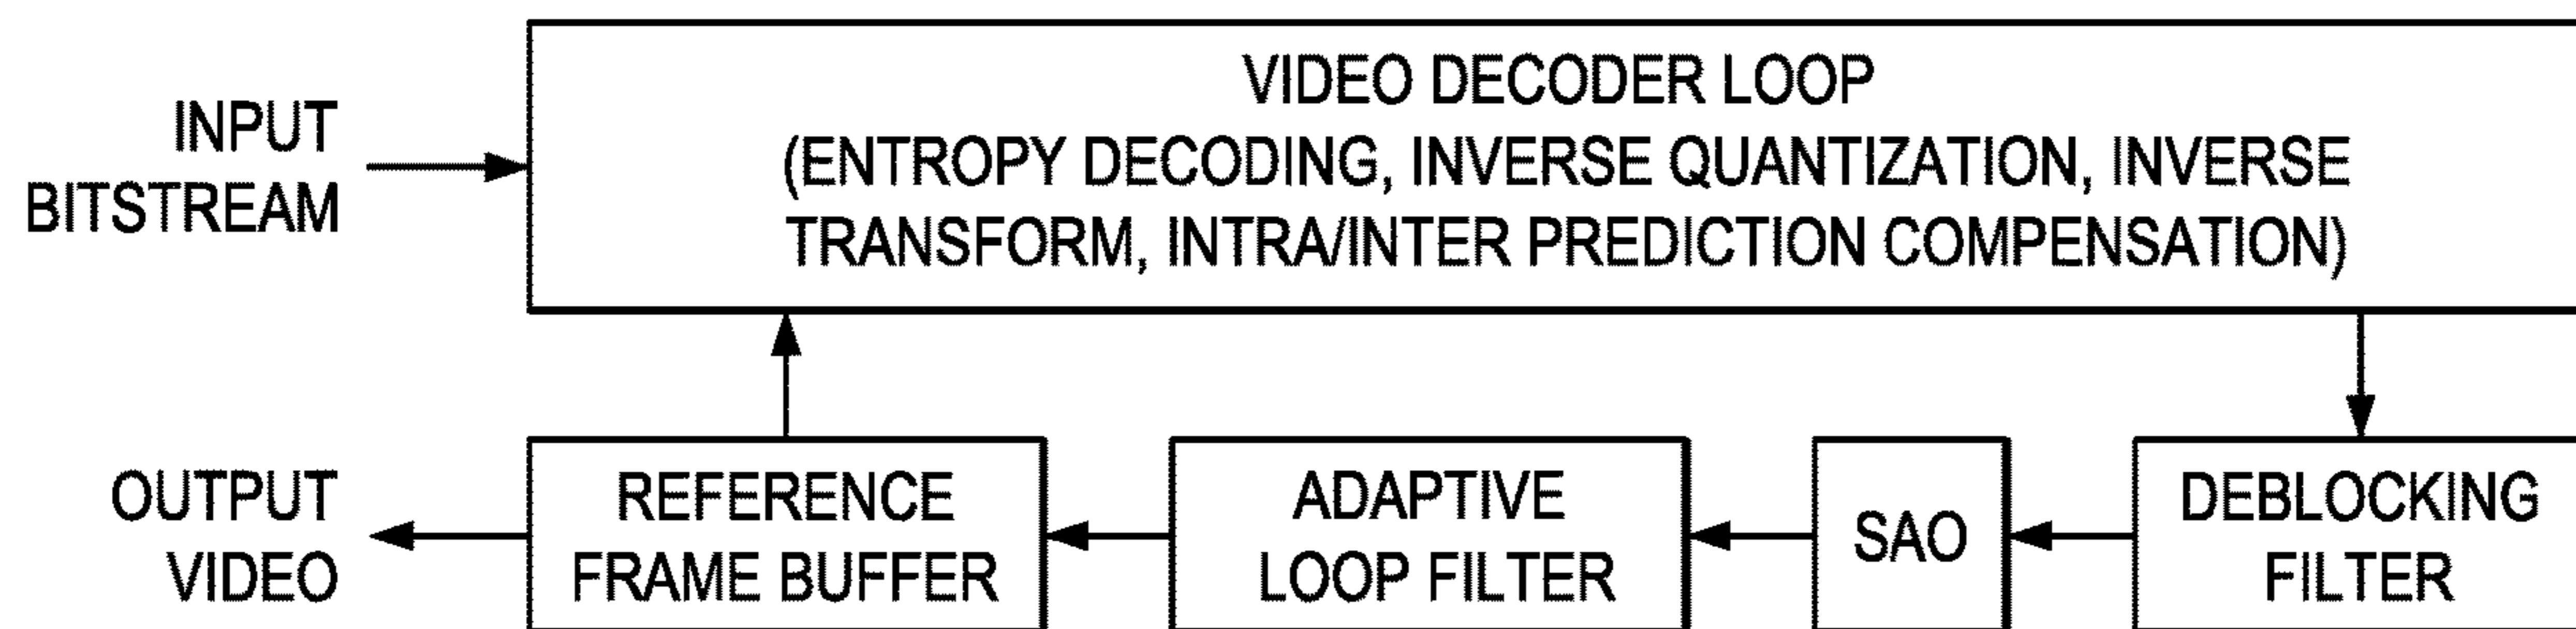 INPUT
BITSTREAM
VIDEO DECODER LOOP
(ENTROPY DECODING, INVERSE QUANTIZATION, INVERSE
TRANSFORM, INTRA/INTER PREDICTION COMPENSATION)
OUTPUT
VIDEO
REFERENCE
FRAME BUFFER
ADAPTIVE
LOOP FILTER
SAO
DEBLOCKING
FILTER